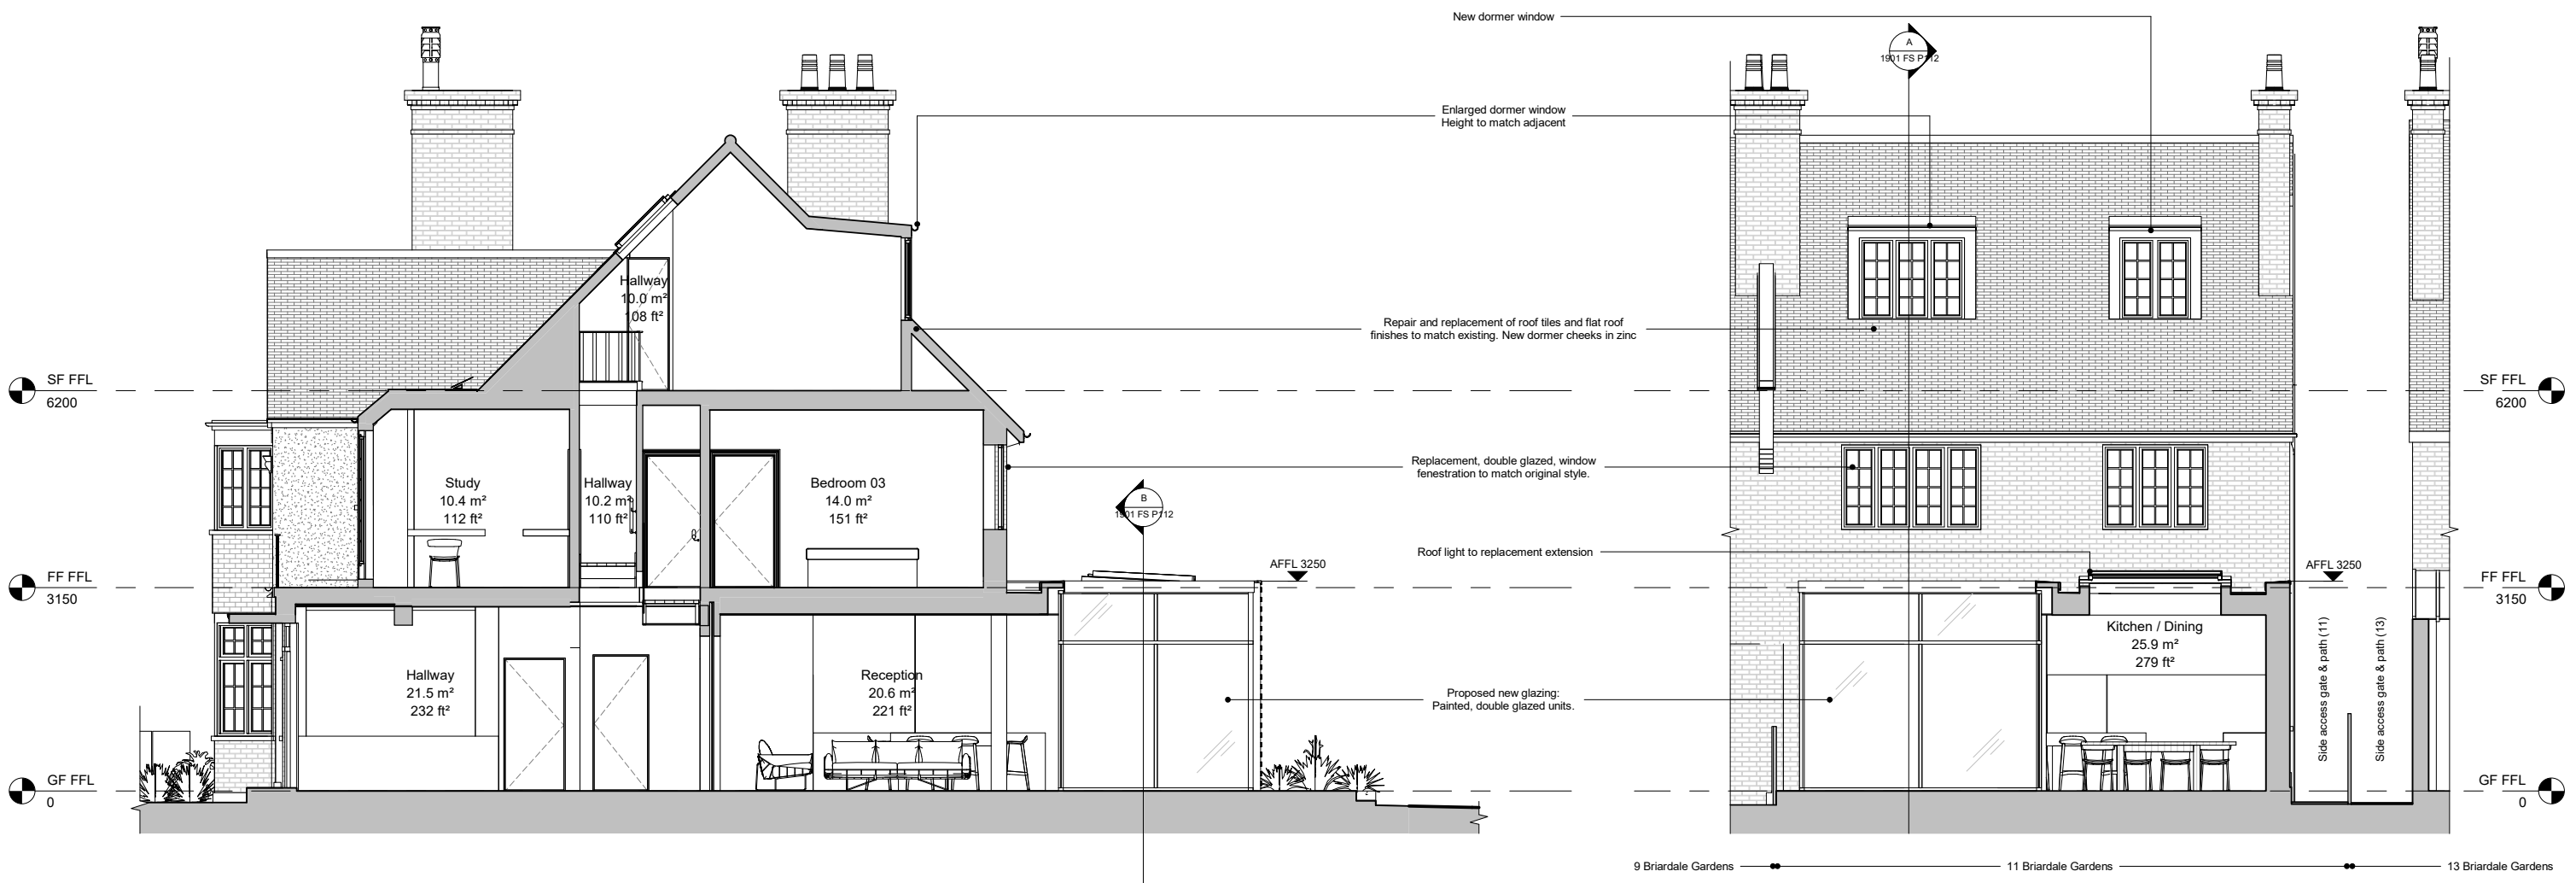 New dormer window
A
1901 FS P112
Enlarged dormer window
Height to match adjacent
Hallway
10.0 m²
108 ft²
Repair and replacement of roof tiles and flat roof
finishes to match existing. New dormer cheeks in zinc
SF FFL
6200
SF FFL
6200
Study
10.4 m²
112 ft²
Hallway
10.2 m²
110 ft²
Bedroom 03
14.0 m²
151 ft²
Replacement, double glazed, window
fenestration to match original style.
B
1901 FS P112
Roof light to replacement extension
AFFL 3250
AFFL 3250
FF FFL
3150
FF FFL
3150
Hallway
21.5 m²
232 ft²
Reception
20.6 m²
221 ft²
Kitchen / Dining
25.9 m²
279 ft²
Side access gate & path (11)
Side access gate & path (13)
Proposed new glazing:
Painted, double glazed units.
GF FFL
0
GF FFL
0
9 Briardale Gardens
11 Briardale Gardens
13 Briardale Gardens